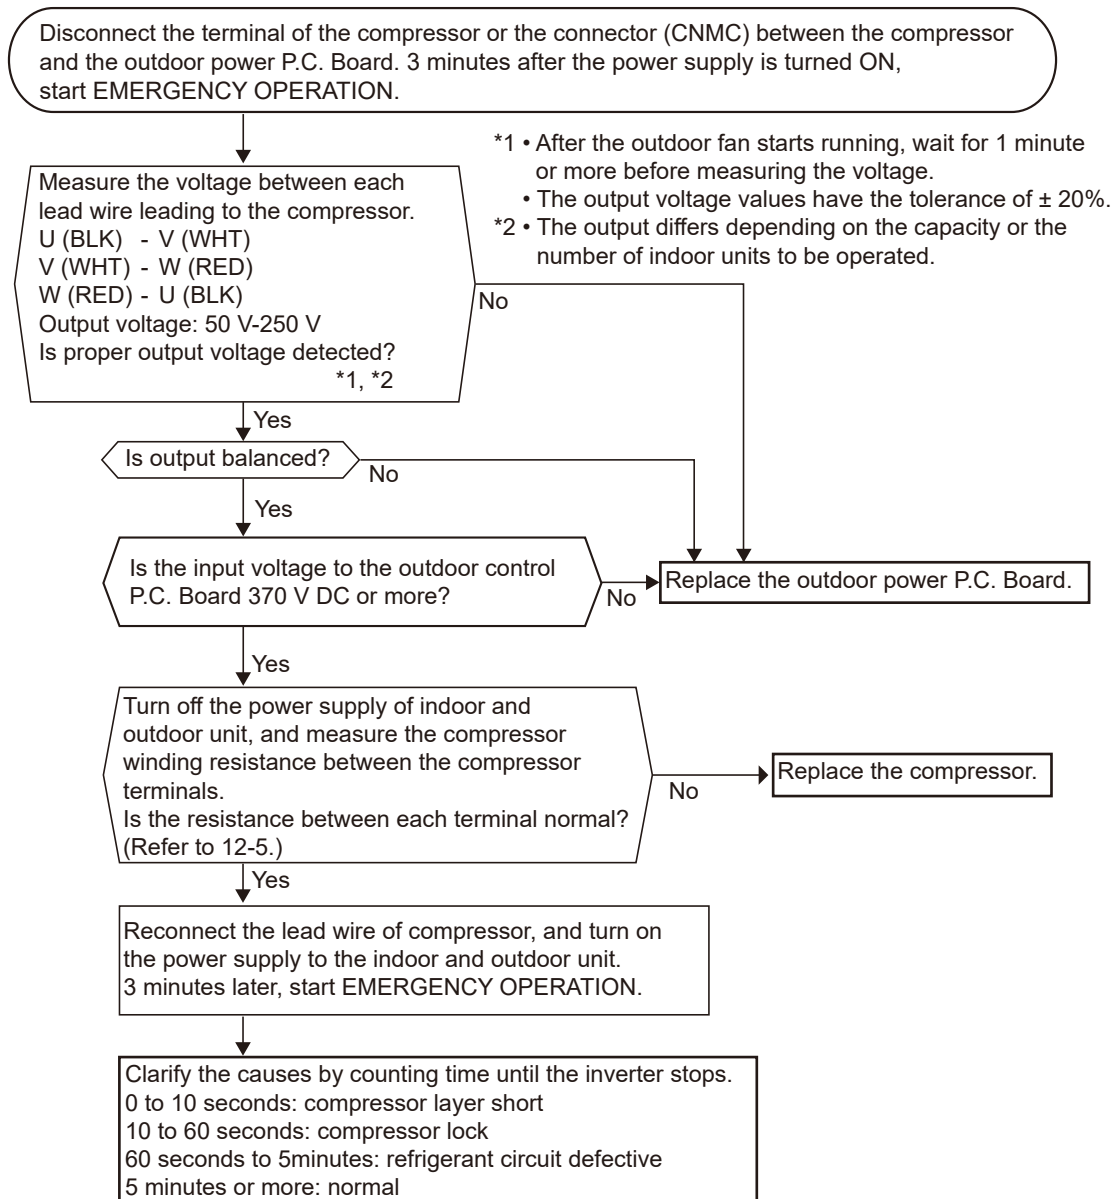 Disconnect the terminal of the compressor or the connector (CNMC) between the compressor
and the outdoor power P.C. Board. 3 minutes after the power supply is turned ON,
start EMERGENCY OPERATION.
*1 • After the outdoor fan starts running, wait for 1 minute
or more before measuring the voltage.
• The output voltage values have the tolerance of ± 20%.
*2 • The output differs depending on the capacity or the
number of indoor units to be operated.
Measure the voltage between each
lead wire leading to the compressor.
U (BLK) - V (WHT)
V (WHT) - W (RED)
W (RED) - U (BLK)
Output voltage: 50 V-250 V
Is proper output voltage detected?
*1, *2
No
Yes
Is output balanced?
No
Yes
Is the input voltage to the outdoor control
P.C. Board 370 V DC or more?
No
Replace the outdoor power P.C. Board.
Yes
Turn off the power supply of indoor and
outdoor unit, and measure the compressor
winding resistance between the compressor
terminals.
Is the resistance between each terminal normal?
(Refer to 12-5.)
No
Replace the compressor.
Yes
Reconnect the lead wire of compressor, and turn on
the power supply to the indoor and outdoor unit.
3 minutes later, start EMERGENCY OPERATION.
Clarify the causes by counting time until the inverter stops.
0 to 10 seconds: compressor layer short
10 to 60 seconds: compressor lock
60 seconds to 5minutes: refrigerant circuit defective
5 minutes or more: normal